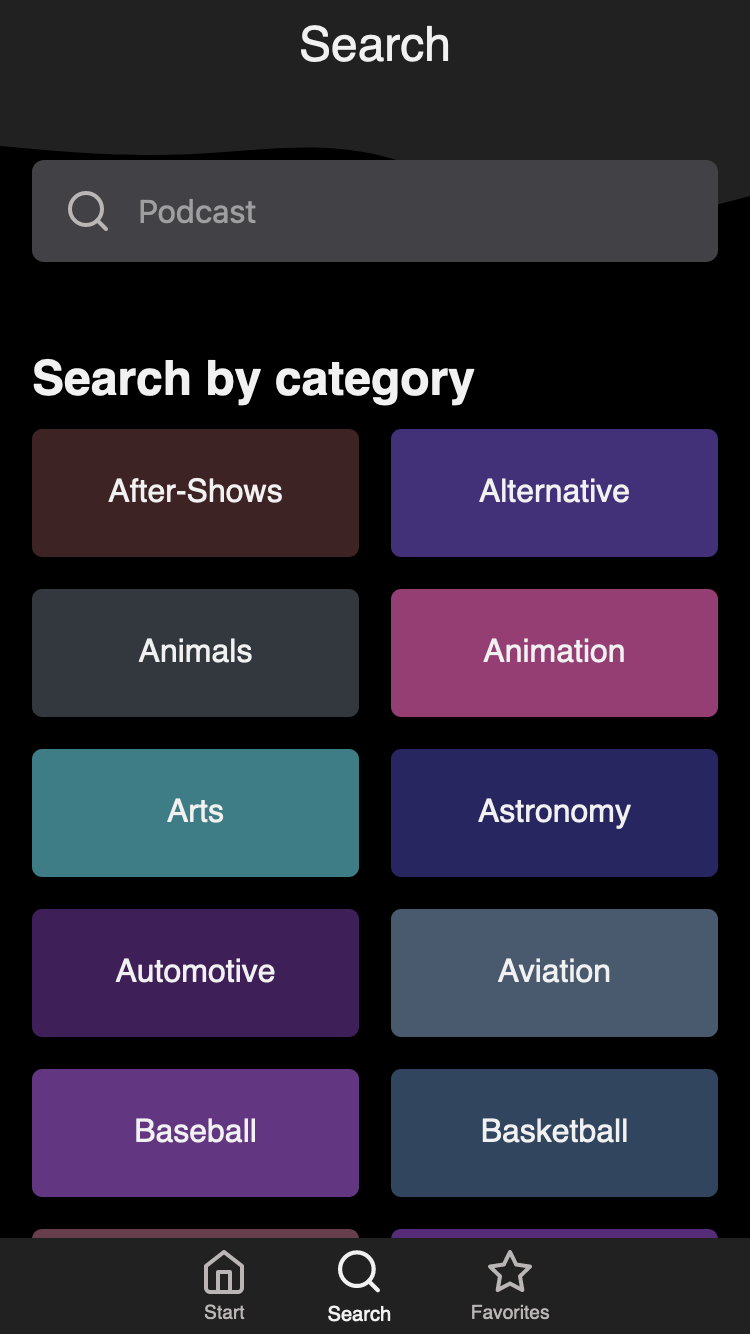 Search
Podcast
Search by category
After-Shows
Alternative
Animals
Animation
Arts
Astronomy
Automotive
Aviation
Baseball
Basketball
Start
Search
Favorites